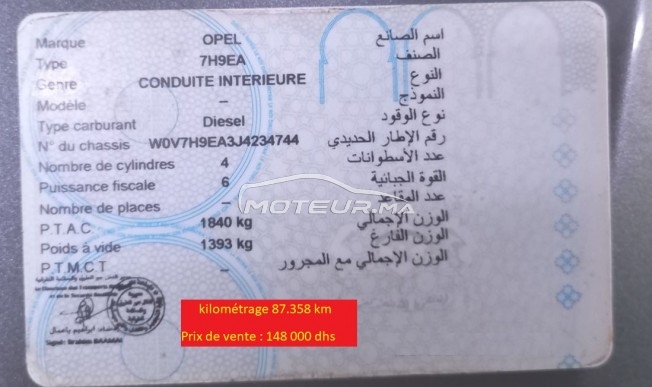 Marque OPEL اسم الصانع
Type 7H9EA الصنف
Genre CONDUITE INTERIEURE النوع
Modèle – النموذج
Type carburant Diesel نوع الوقود
N° du chassis W0V7H9EA3J4234744 رقم الإطار الحديدي
Nombre de cylindres 4 عدد الأسطوانات
Puissance fiscale 6 القوة الجبائية
Nombre de places – عدد المقاعد
MOTEUR.MA
P.T.A.C 1840 kg الوزن الإجمالي
Poids à vide 1393 kg الوزن الفارغ
P.T.M.C.T – الوزن الإجمالي مع المجرور
kilométrage 87.358 km
Prix de vente : 148 000 dhs